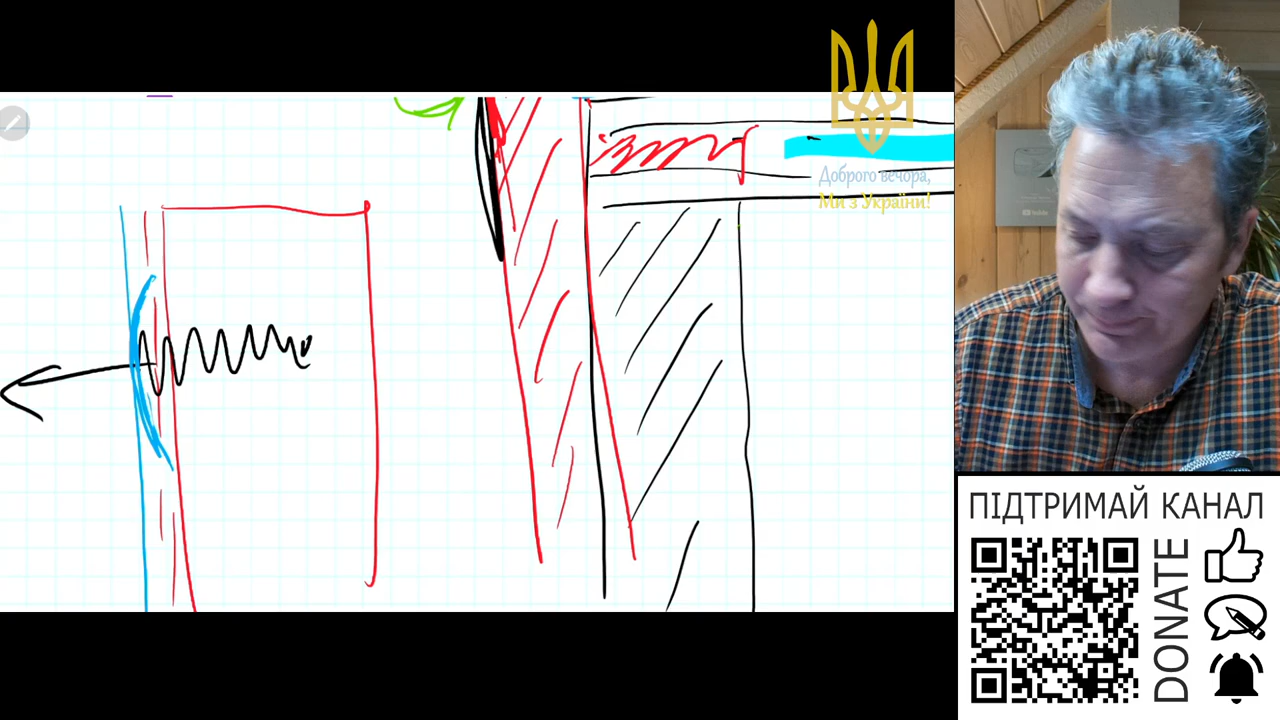 Доброго вечора,
Ми з України!
ПІДТРИМАЙ КАНАЛ
DONATE